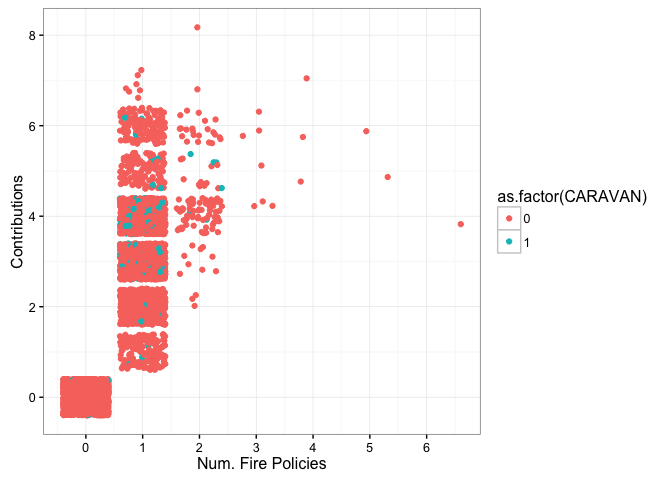 8
6
4
2
0
Contributions
0 1 2 3 4 5 6
Num. Fire Policies
as.factor(CARAVAN)
0
1